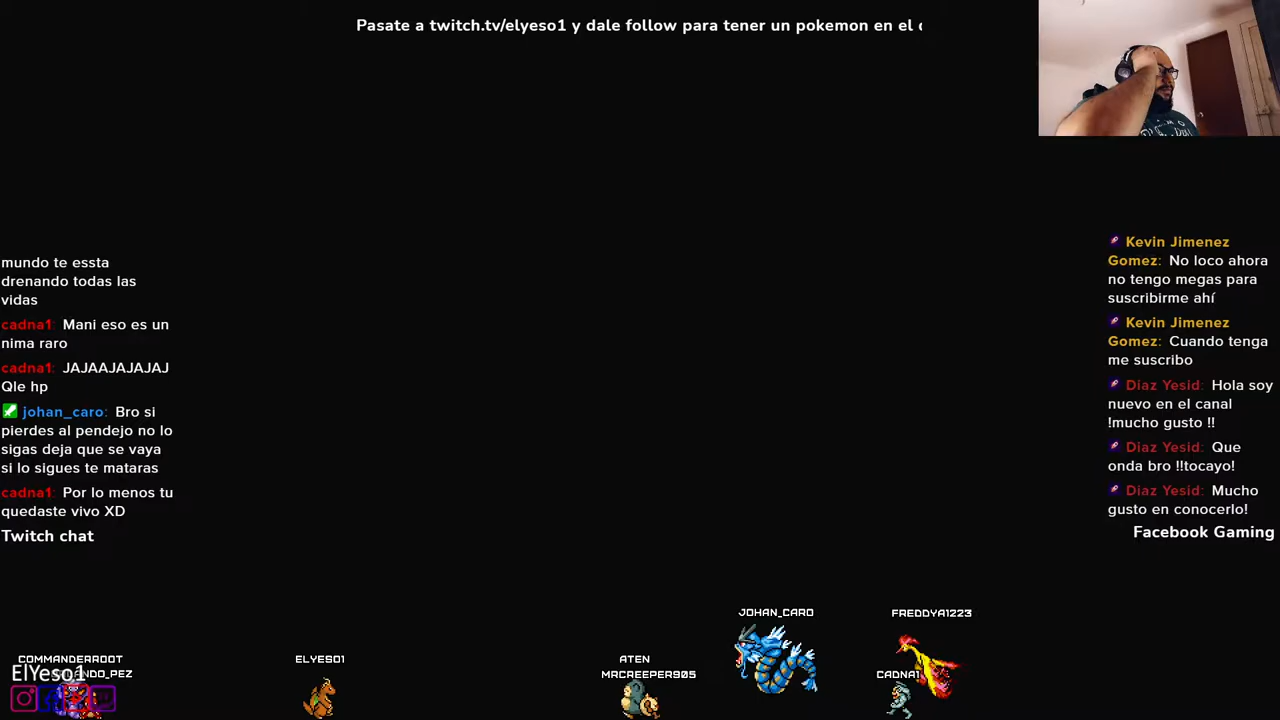 Pasate a twitch.tv/elyeso1 y dale follow para tener un pokemon en el
mundo te essta
drenando todas las
vidas
cadna1: Mani eso es un
nima raro
cadna1: JAJAAJAJAJAJ
Qle hp
johan_caro: Bro si
pierdes al pendejo no lo
sigas deja que se vaya
si lo sigues te mataras
cadna1: Por lo menos tu
quedaste vivo XD
Twitch chat
Kevin Jimenez
Gomez: No loco ahora
no tengo megas para
suscribirme ahí
Kevin Jimenez
Gomez: Cuando tenga
me suscribo
Diaz Yesid: Hola soy
nuevo en el canal
!mucho gusto !!
Diaz Yesid: Que
onda bro !!tocayo!
Diaz Yesid: Mucho
gusto en conocerlo!
Facebook Gaming
JOHAN_CARO
FREDDYA1223
COMMANDERROOT
ELYESO1
ATEN
MRCREEPER905
CADNA1
NDO_PEZ
ElYeso1